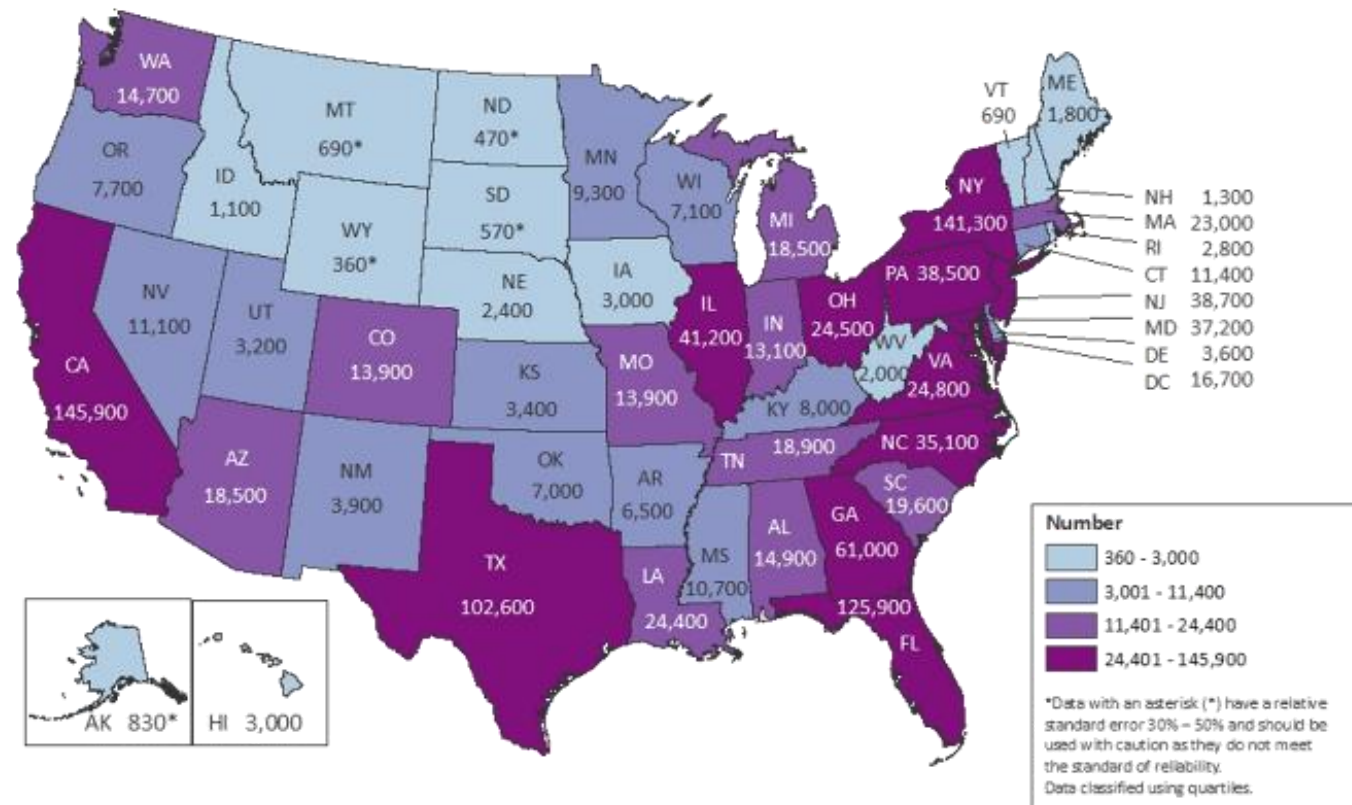 WA
14,700
MT
690*
ND
470*
VT
690
ME
1,800
OR
7,700
ID
1,100
MN
9,300
WI
7,100
SD
570*
WY
360*
MI
18,500
NY
141,300
NH 1,300
MA 23,000
RI 2,800
CT 11,400
NJ 38,700
MD 37,200
DE 3,600
DC 16,700
NV
11,100
UT
3,200
NE
2,400
IA
3,000
IL
41,200
IN
13,100
OH
24,500
PA 38,500
CA
145,900
CO
13,900
KS
3,400
MO
13,900
KY 8,000
WV
2,000
VA
24,800
AZ
18,500
NM
3,900
OK
7,000
AR
6,500
TN
18,900
NC 35,100
SC
19,600
TX
102,600
LA
24,400
MS
10,700
AL
14,900
GA
61,000
125,900
FL
AK 830*
HI 3,000
Number
360 - 3,000
3,001 - 11,400
11,401 - 24,400
24,401 - 145,900
*Data with an asterisk (*) have a relative
standard error 30% – 50% and should be
used with caution as they do not meet
the standard of reliability.
Data classified using quartiles.